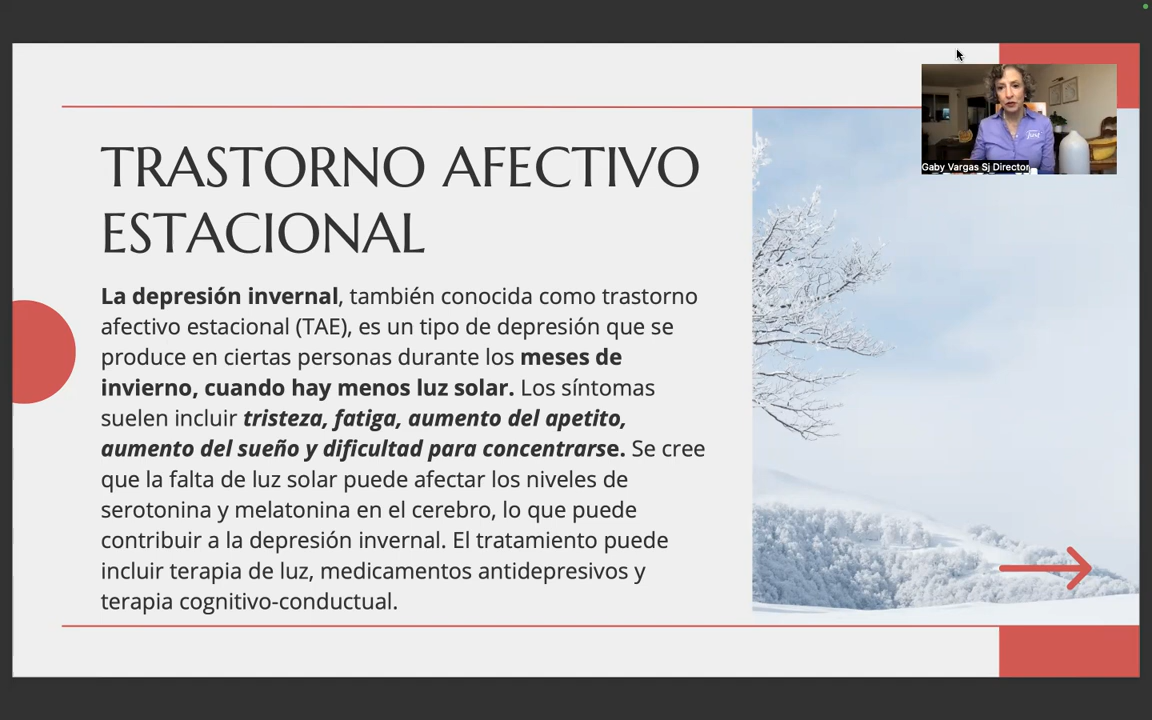 TRASTORNO AFECTIVO
ESTACIONAL
La depresión invernal, también conocida como trastorno
afectivo estacional (TAE), es un tipo de depresión que se
produce en ciertas personas durante los meses de
invierno, cuando hay menos luz solar. Los síntomas
suelen incluir tristeza, fatiga, aumento del apetito,
aumento del sueño y dificultad para concentrarse. Se cree
que la falta de luz solar puede afectar los niveles de
serotonina y melatonina en el cerebro, lo que puede
contribuir a la depresión invernal. El tratamiento puede
incluir terapia de luz, medicamentos antidepresivos y
terapia cognitivo-conductual.
Gaby Vargas Sj Director